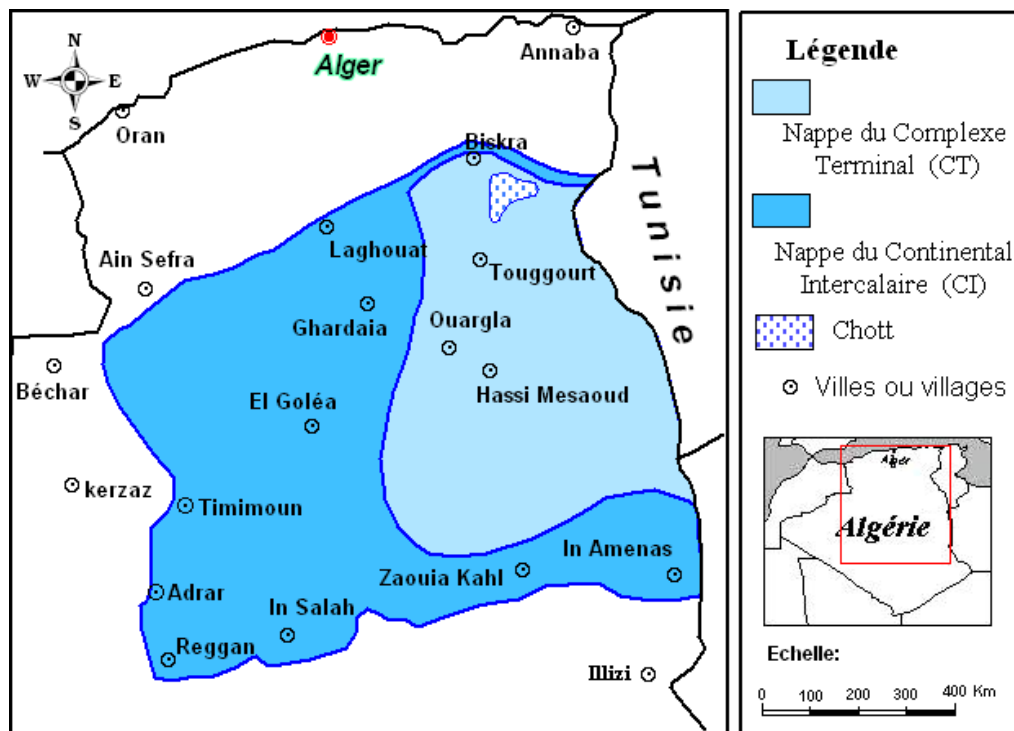 N
W E
S
Alger
Annaba
Oran
Biskra
Tunisie
Laghouat
Ain Sefra
Touggourt
Ghardaia
Ouargla
Béchar
Hassi Mesaoud
El Goléa
kerzaz
Timimoun
In Amenas
Zaouia Kahl
Adrar
In Salah
Reggan
Illizi
Légende
Nappe du Complexe
Terminal (CT)
Nappe du Continental
Intercalaire (CI)
Chott
Villes ou villages
Alger
Algérie
Echelle:
0 100 200 300 400 Km